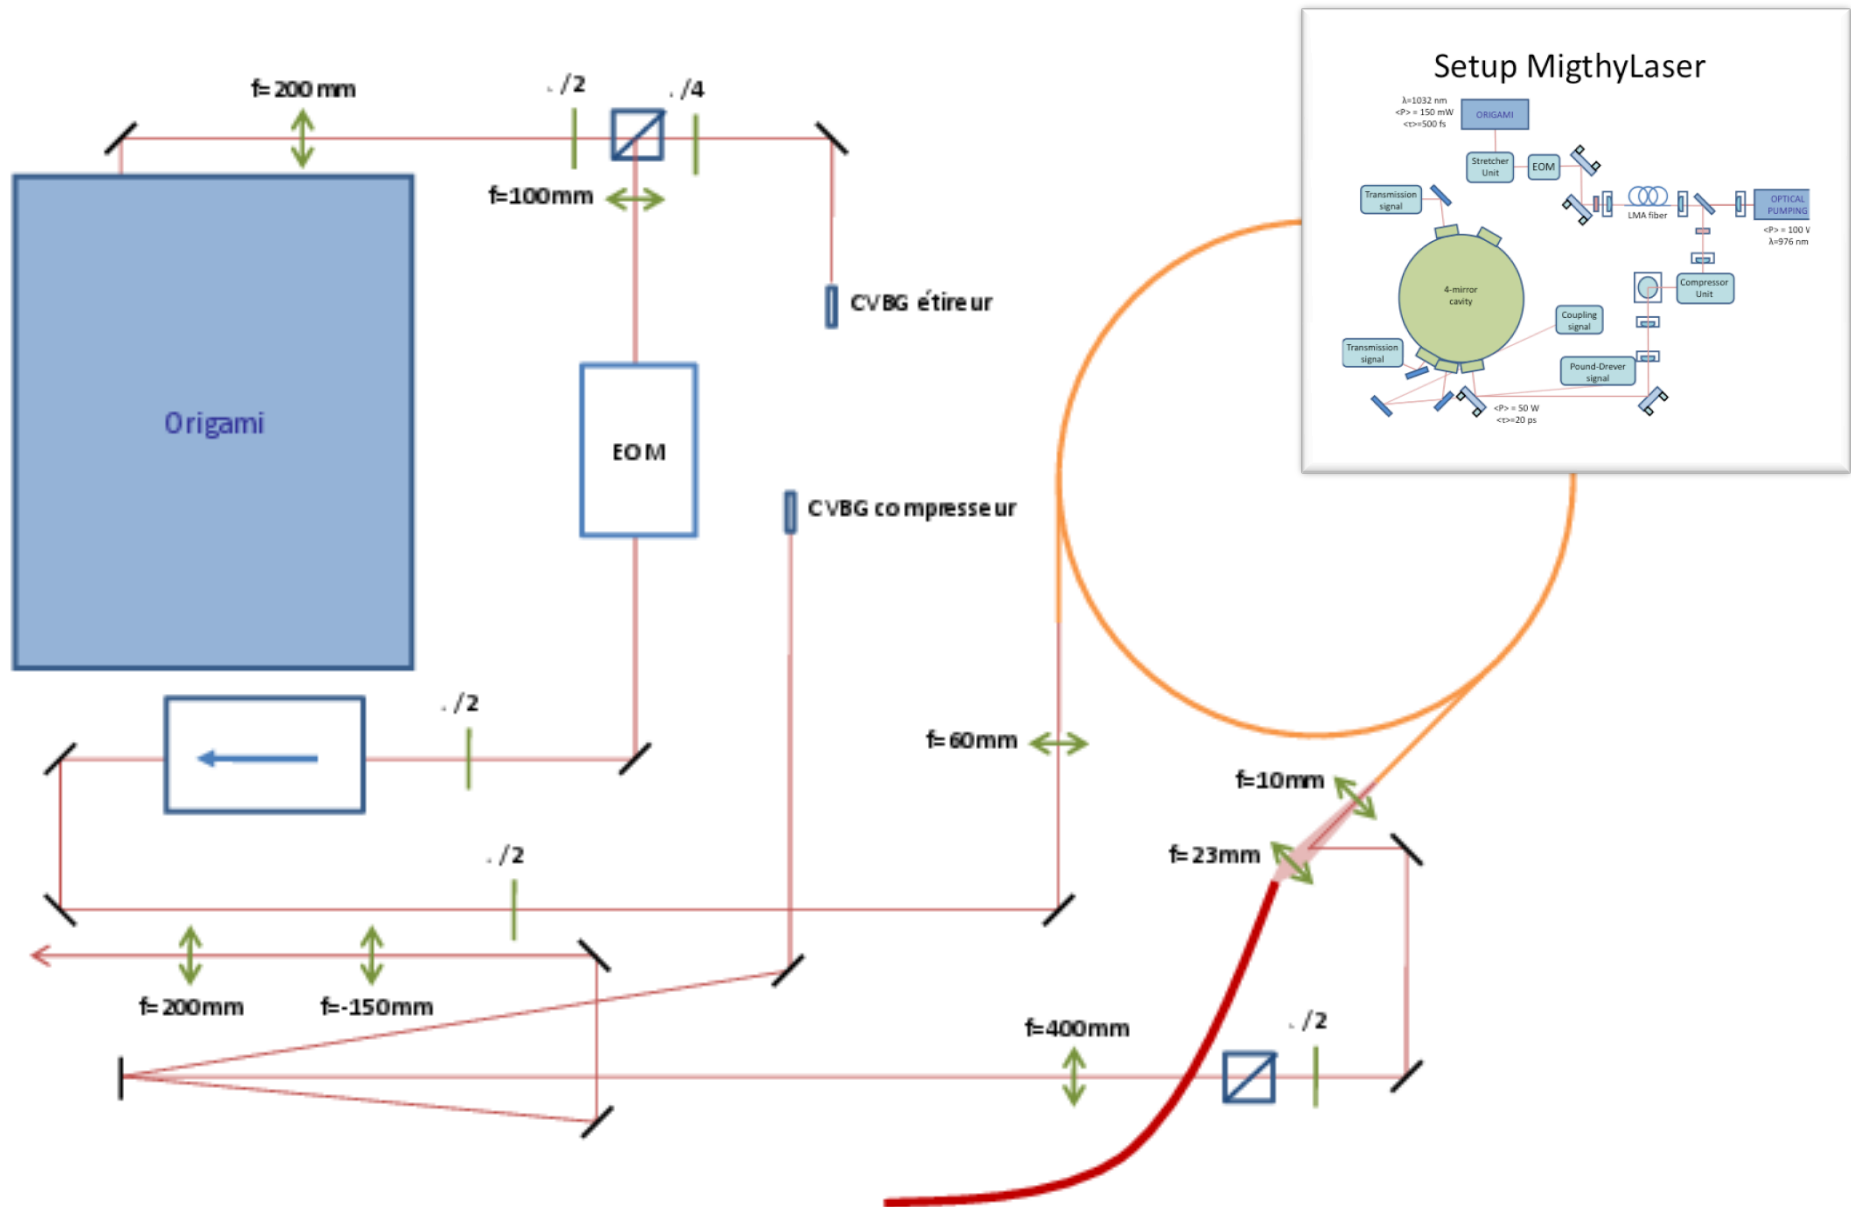 f=200 mm
./2
./4
f=100mm
CVBG étireur
Origami
EOM
CVBG compresseur
./2
f=60mm
f=10mm
./2
f=23mm
f=200mm
f=-150mm
f=400mm
./2
Setup MigthyLaser
λ=1032 nm
<P> = 150 mW
<τ>=500 fs
ORIGAMI
Stretcher
Unit
EOM
Transmission
signal
LMA fiber
OPTICAL
PUMPING
<P> = 100
λ=976 nm
4-mirror
cavity
Compressor
Unit
Coupling
signal
Transmission
signal
Pound-Drever
signal
<P> = 50 W
<τ>=20 ps